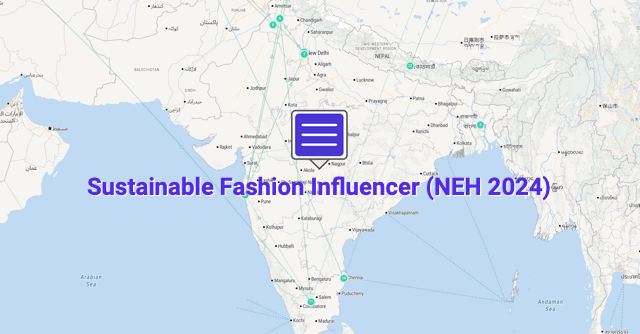 Amritsar
Chandigarh
Saharanpur
پاکستان
BALOCHISTAN
New Delhi
Aligarh
NEPAL
Jaipur
Agra
Lucknow
Jodhpur
Gwalior
Guwahati
Kota
Prayagraj
Patna
Bhagalpur
Dhanbad
Ahmedabad
Ranchi
Rajkot
Vadodara
Kolkata
Bhilai
Surat
Akola
Nagpur
Cuttack
Sustainable Fashion Influencer (NEH 2024)
Pune
Kolhapur
Kalaburagi
Visakhapatnam
Vijayawada
Hubballi
Arabian
Sea
Mangaluru
Bengaluru
Chennai
Mysuru
Puducherry
Salem
Coimbatore
Andaman
Sea
Kochi
Madurai